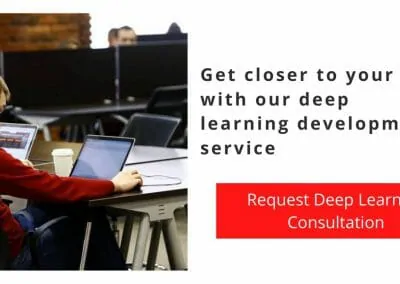 Get closer to your
with our deep
learning developm
service
Request Deep Learn
Consultation